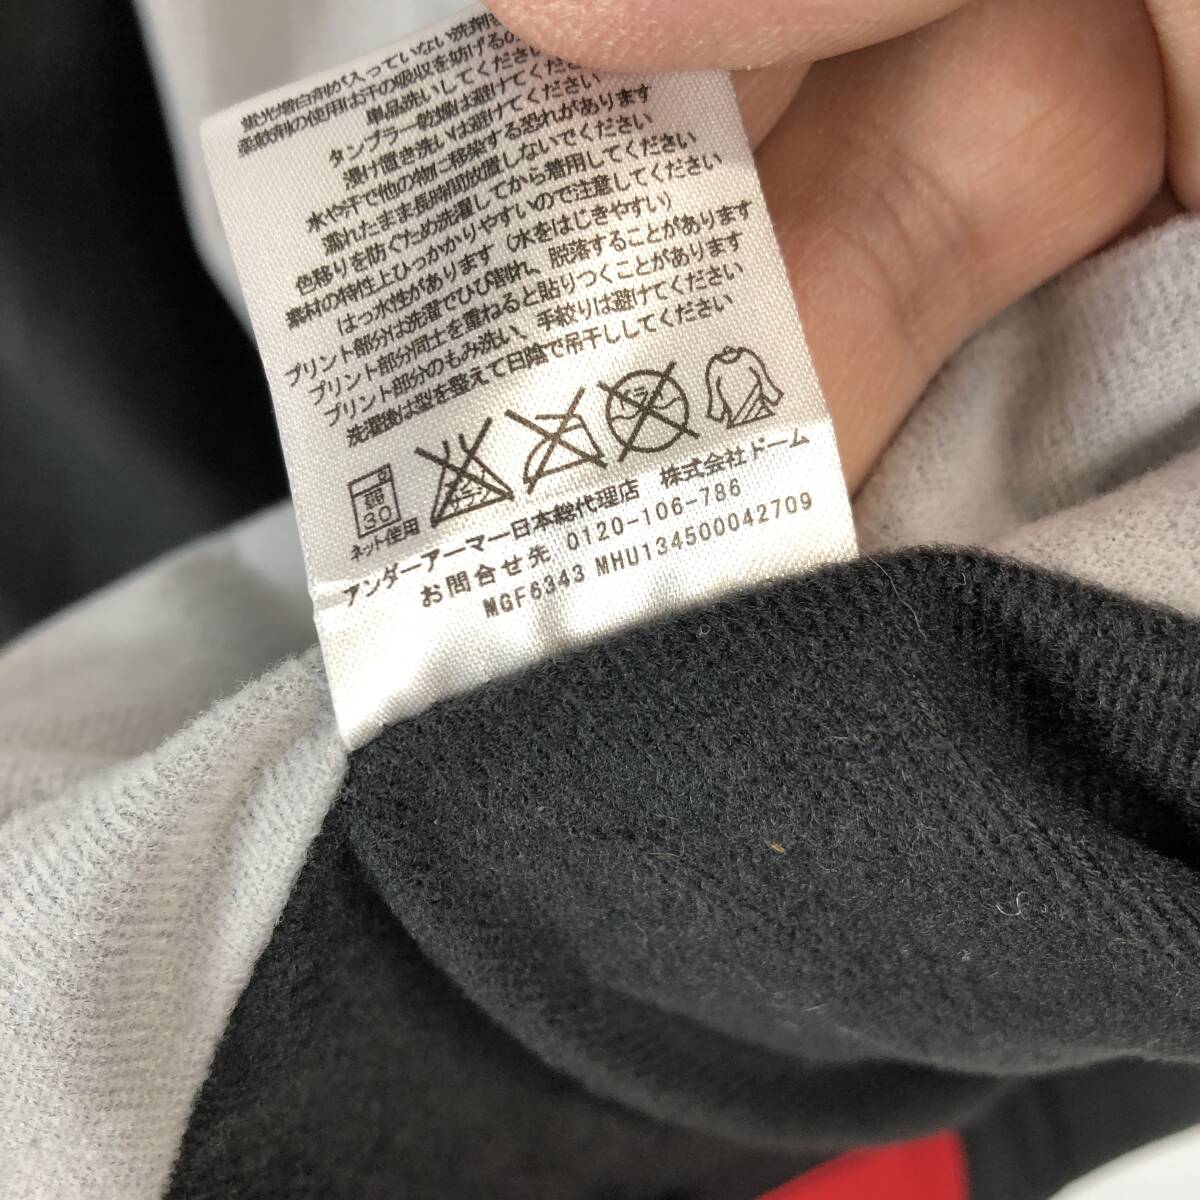 蛍光増白剤が入っていない洗剤を
柔軟剤の使用は汗の吸収を妨げるの
単品洗いしてください
タンブラー乾燥は避けてください
浸け置き洗いは避けてください
水や汗で他の物に移染する恐れがあります
濡れたまま長時間放置しないでください
色移りを防ぐため洗濯してから着用してください
素材の特性上ひっかかりやすいので注意してください
はっ水性があります(水をはじきやすい)
プリント部分は洗濯でひび割れ、脱落することがあります
プリント部分同士を重ねると貼りつくことがあります
プリント部分のもみ洗い、手絞りは避けてください
洗濯後は型を整えて日陰で吊干ししてください
弱
30
ネット使用
エンソ
サラシ
ドライ
アンダーアーマー日本総代理店 株式会社ドーム
お問合せ先 0120-106-786
MGF6343 MHU134500042709